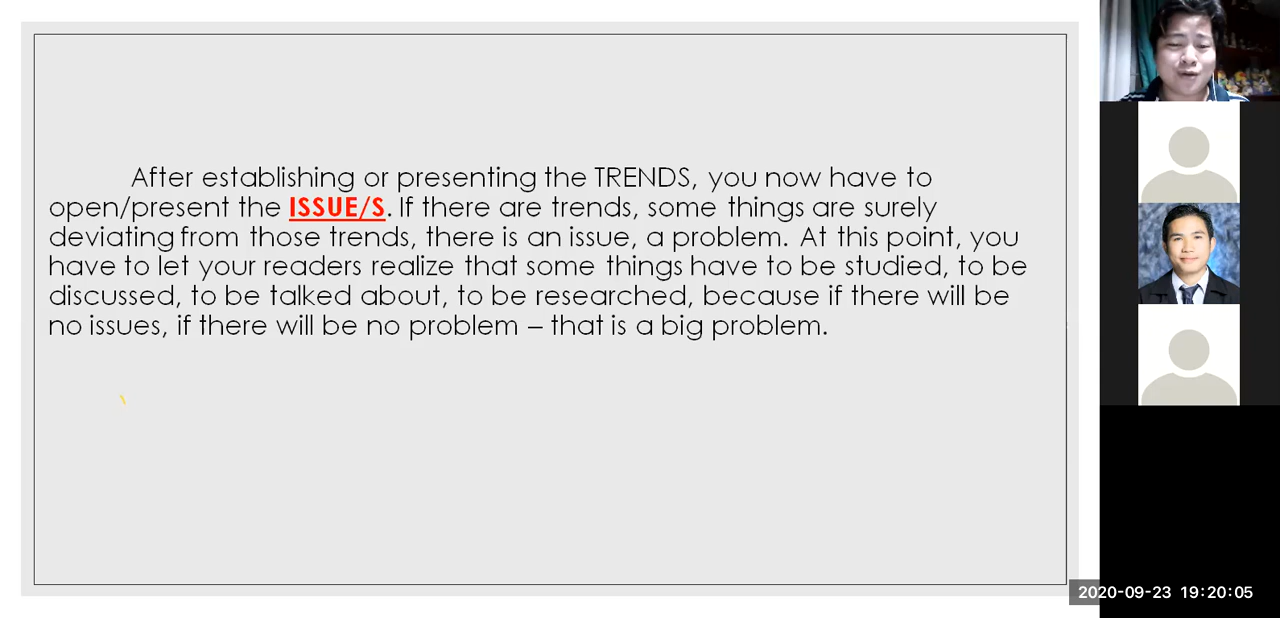 After establishing or presenting the TRENDS, you now have to
open/present the ISSUE/S. If there are trends, some things are surely
deviating from those trends, there is an issue, a problem. At this point, you
have to let your readers realize that some things have to be studied, to be
discussed, to be talked about, to be researched, because if there will be
no issues, if there will be no problem – that is a big problem.
2020-09-23 19:20:05